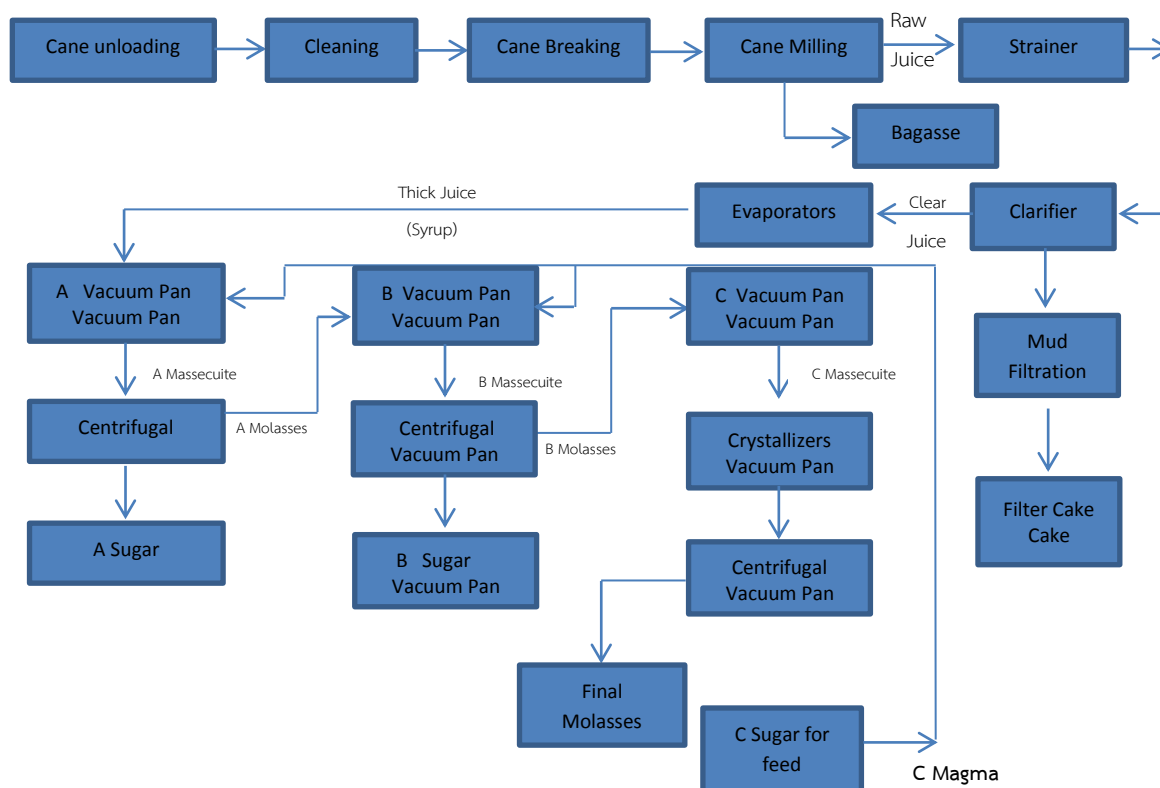 Cane unloading
Cleaning
Cane Breaking
Cane Milling
Raw
Juice
Strainer
Bagasse
Thick Juice
(Syrup)
Evaporators
Clear
Juice
Clarifier
A Vacuum Pan
Vacuum Pan
B Vacuum Pan
Vacuum Pan
C Vacuum Pan
Vacuum Pan
Mud
Filtration
A Massecuite
B Massecuite
C Massecuite
Centrifugal
A Molasses
Centrifugal
Vacuum Pan
B Molasses
Crystallizers
Vacuum Pan
Filter Cake
Cake
A Sugar
B Sugar
Vacuum Pan
Centrifugal
Vacuum Pan
Final
Molasses
C Sugar for
feed
C Magma